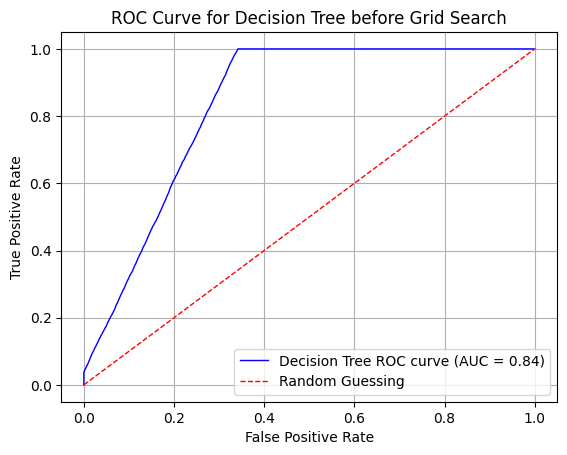 ROC Curve for Decision Tree before Grid Search
True Positive Rate
1.0
0.8
0.6
0.4
0.2
0.0
Decision Tree ROC curve (AUC = 0.84)
Random Guessing
0.0 0.2 0.4 0.6 0.8 1.0
False Positive Rate